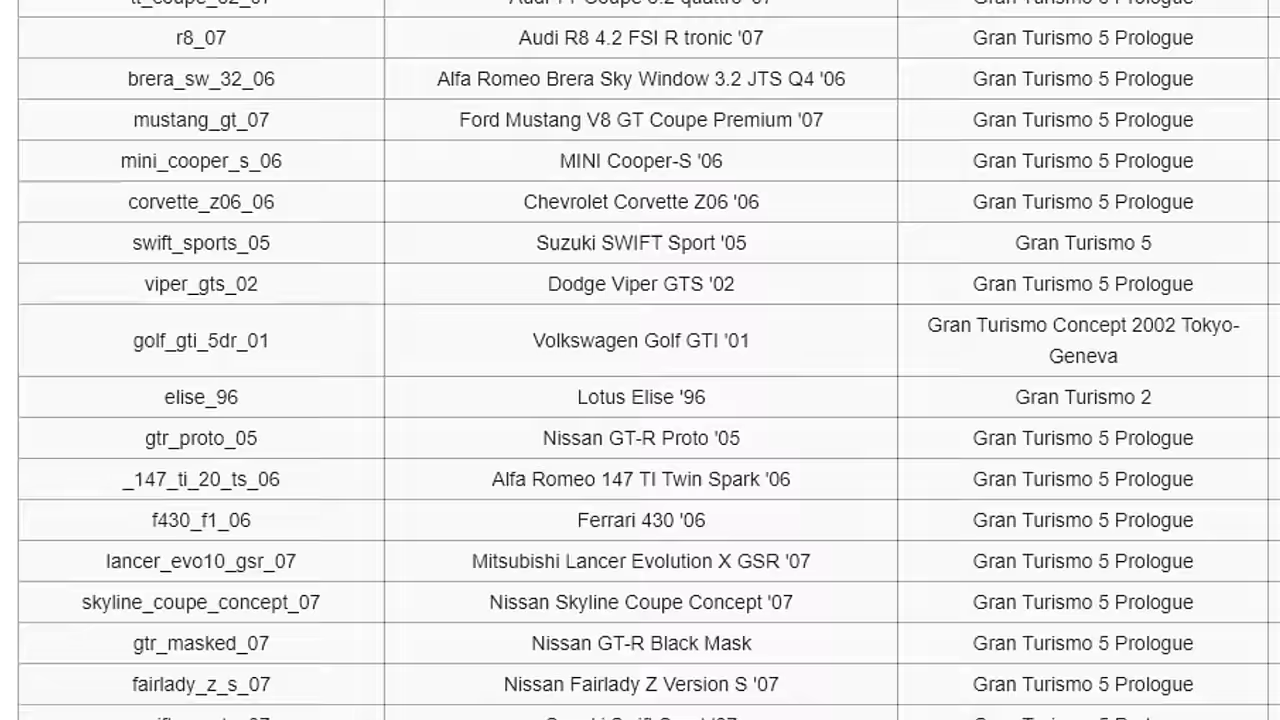 r8_07 Audi R8 4.2 FSI R tronic '07 Gran Turismo 5 Prologue
brera_sw_32_06 Alfa Romeo Brera Sky Window 3.2 JTS Q4 '06 Gran Turismo 5 Prologue
mustang_gt_07 Ford Mustang V8 GT Coupe Premium '07 Gran Turismo 5 Prologue
mini_cooper_s_06 MINI Cooper-S '06 Gran Turismo 5 Prologue
corvette_z06_06 Chevrolet Corvette Z06 '06 Gran Turismo 5 Prologue
swift_sports_05 Suzuki SWIFT Sport '05 Gran Turismo 5
viper_gts_02 Dodge Viper GTS '02 Gran Turismo 5 Prologue
golf_gti_5dr_01 Volkswagen Golf GTI '01 Gran Turismo Concept 2002 Tokyo-
Geneva
elise_96 Lotus Elise '96 Gran Turismo 2
gtr_proto_05 Nissan GT-R Proto '05 Gran Turismo 5 Prologue
_147_ti_20_ts_06 Alfa Romeo 147 TI Twin Spark '06 Gran Turismo 5 Prologue
f430_f1_06 Ferrari 430 '06 Gran Turismo 5 Prologue
lancer_evo10_gsr_07 Mitsubishi Lancer Evolution X GSR '07 Gran Turismo 5 Prologue
skyline_coupe_concept_07 Nissan Skyline Coupe Concept '07 Gran Turismo 5 Prologue
gtr_masked_07 Nissan GT-R Black Mask Gran Turismo 5 Prologue
fairlady_z_s_07 Nissan Fairlady Z Version S '07 Gran Turismo 5 Prologue